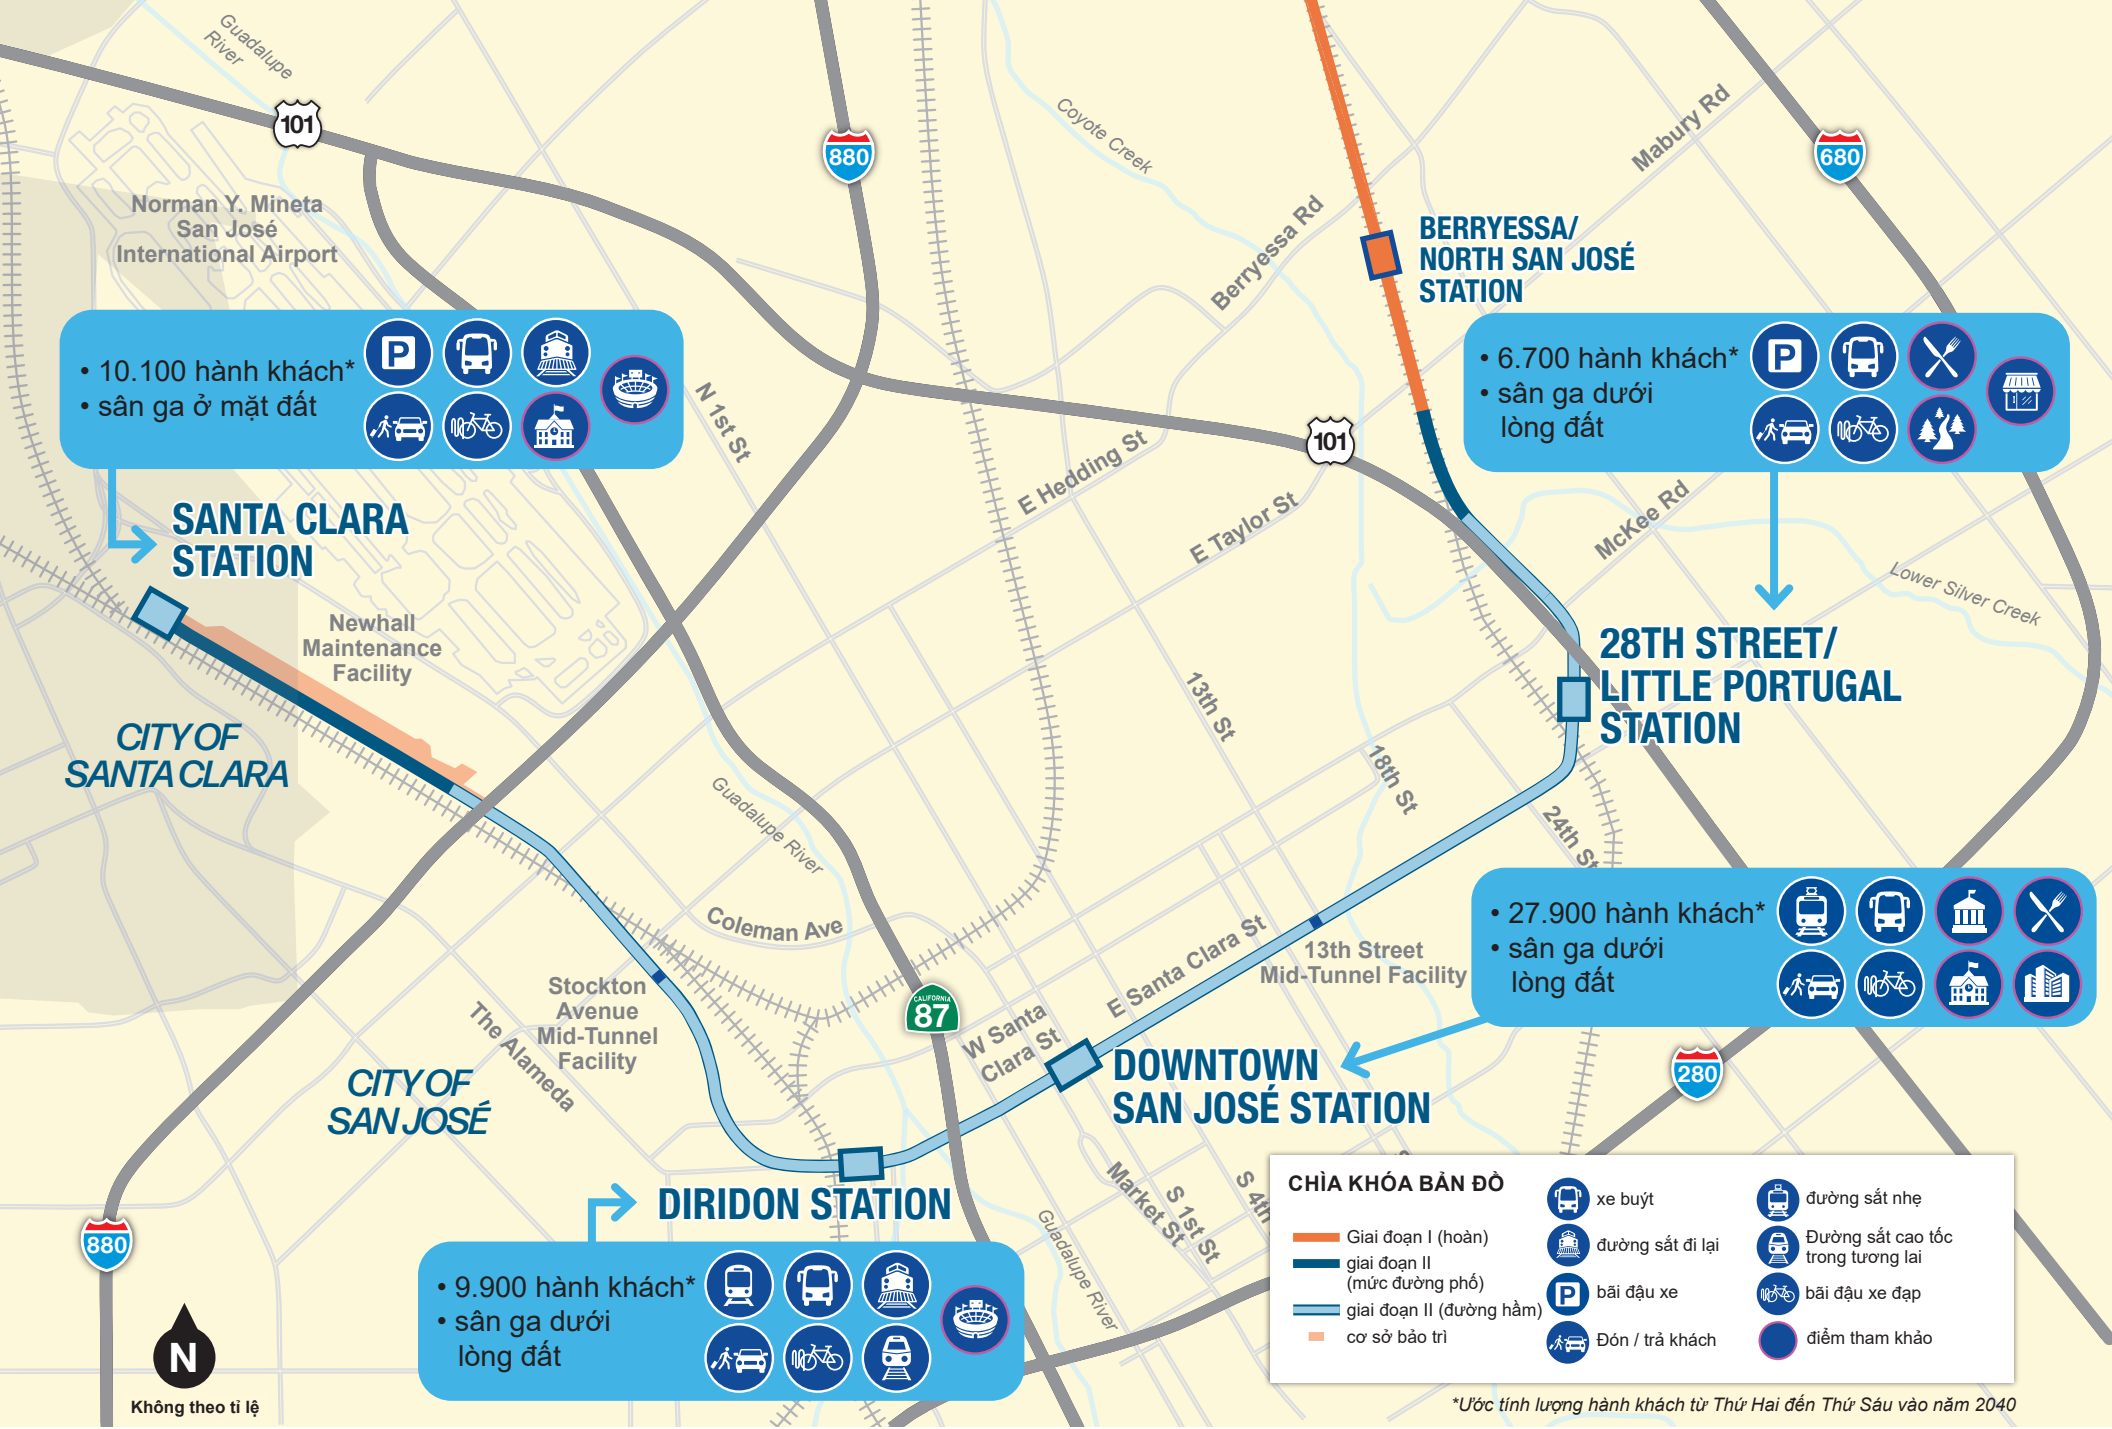 Guadalupe
River
101
880
680
Coyote Creek
Mabury Rd
Berryessa Rd
Norman Y. Mineta
San José
International Airport
BERRYESSA/
NORTH SAN JOSÉ
STATION
• 10.100 hành khách*
• sân ga ở mặt đất
P
• 6.700 hành khách*
• sân ga dưới
lòng đất
P
N 1st St
E Hedding St
101
E Taylor St
McKee Rd
Lower Silver Creek
SANTA CLARA
STATION
Newhall
Maintenance
Facility
28TH STREET/
LITTLE PORTUGAL
STATION
CITY OF
SANTA CLARA
13th St
18th St
24th St
Guadalupe River
Coleman Ave
• 27.900 hành khách*
• sân ga dưới
lòng đất
E Santa Clara St
13th Street
Mid-Tunnel Facility
Stockton
Avenue
Mid-Tunnel
Facility
The Alameda
CALIFORNIA
87
W Santa
Clara St
DOWNTOWN
SAN JOSÉ STATION
280
CITY OF
SAN JOSÉ
DIRIDON STATION
Market St
S 1st St
S 4th
Guadalupe River
880
• 9.900 hành khách*
• sân ga dưới
lòng đất
N
Không theo tỉ lệ
CHÌA KHÓA BẢN ĐỒ
Giai đoạn I (hoàn)
giai đoạn II
(mức đường phố)
giai đoạn II (đường hầm)
cơ sở bảo trì
xe buýt
đường sắt đi lại
P
bãi đậu xe
Đón / trả khách
đường sắt nhẹ
Đường sắt cao tốc
trong tương lai
bãi đậu xe đạp
điểm tham khảo
*Ước tính lượng hành khách từ Thứ Hai đến Thứ Sáu vào năm 2040